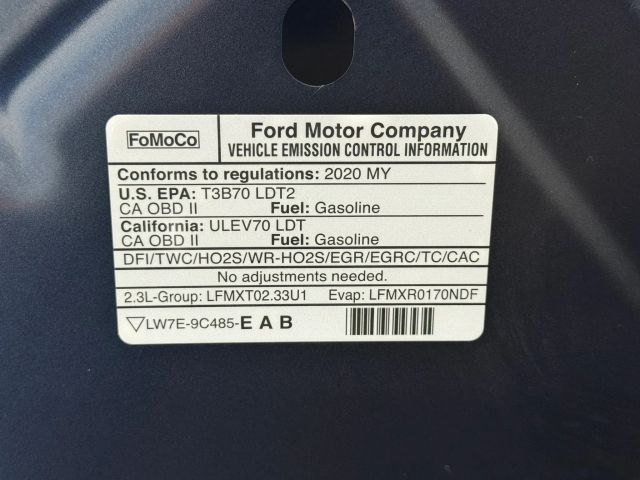 FoMoCo
Ford Motor Company
VEHICLE EMISSION CONTROL INFORMATION
Conforms to regulations: 2020 MY
U.S. EPA: T3B70 LDT2
CA OBD II Fuel: Gasoline
California: ULEV70 LDT
CA OBD II Fuel: Gasoline
DFI/TWC/HO2S/WR-HO2S/EGR/EGRC/TC/CAC
No adjustments needed.
2.3L-Group: LFMXT02.33U1 Evap: LFMXR0170NDF
LW7E-9C485-E A B